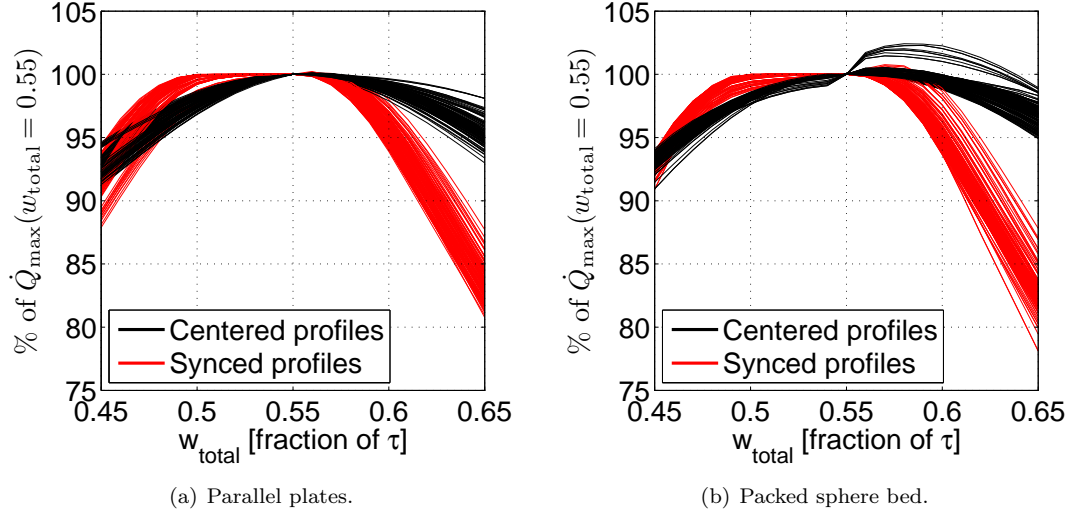 % of Q̇max(wtotal = 0.55)
105
100
95
90
85
80
75
Centered profiles
Synced profiles
0.45 0.5 0.55 0.6 0.65
wtotal [fraction of τ]
(a) Parallel plates.
% of Q̇max(wtotal = 0.55)
105
100
95
90
85
80
75
Centered profiles
Synced profiles
0.45 0.5 0.55 0.6 0.65
wtotal [fraction of τ]
(b) Packed sphere bed.